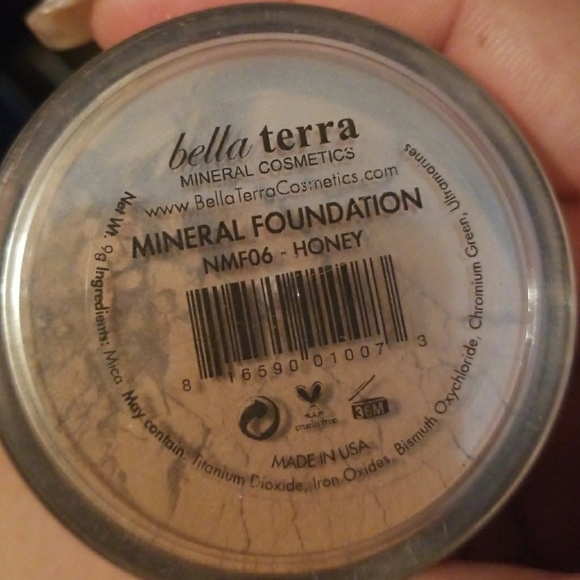 bella terra
MINERAL COSMETICS
www.BellaTerraCosmetics.com
MINERAL FOUNDATION
NMF06 - HONEY
8 16590 01007 3
cruelty free
36M
MADE IN USA
Net Wt. 9g Ingredients: Mica May contain: Titanium Dioxide, Iron Oxides, Bismuth Oxychloride, Chromium Green, Ultramarines